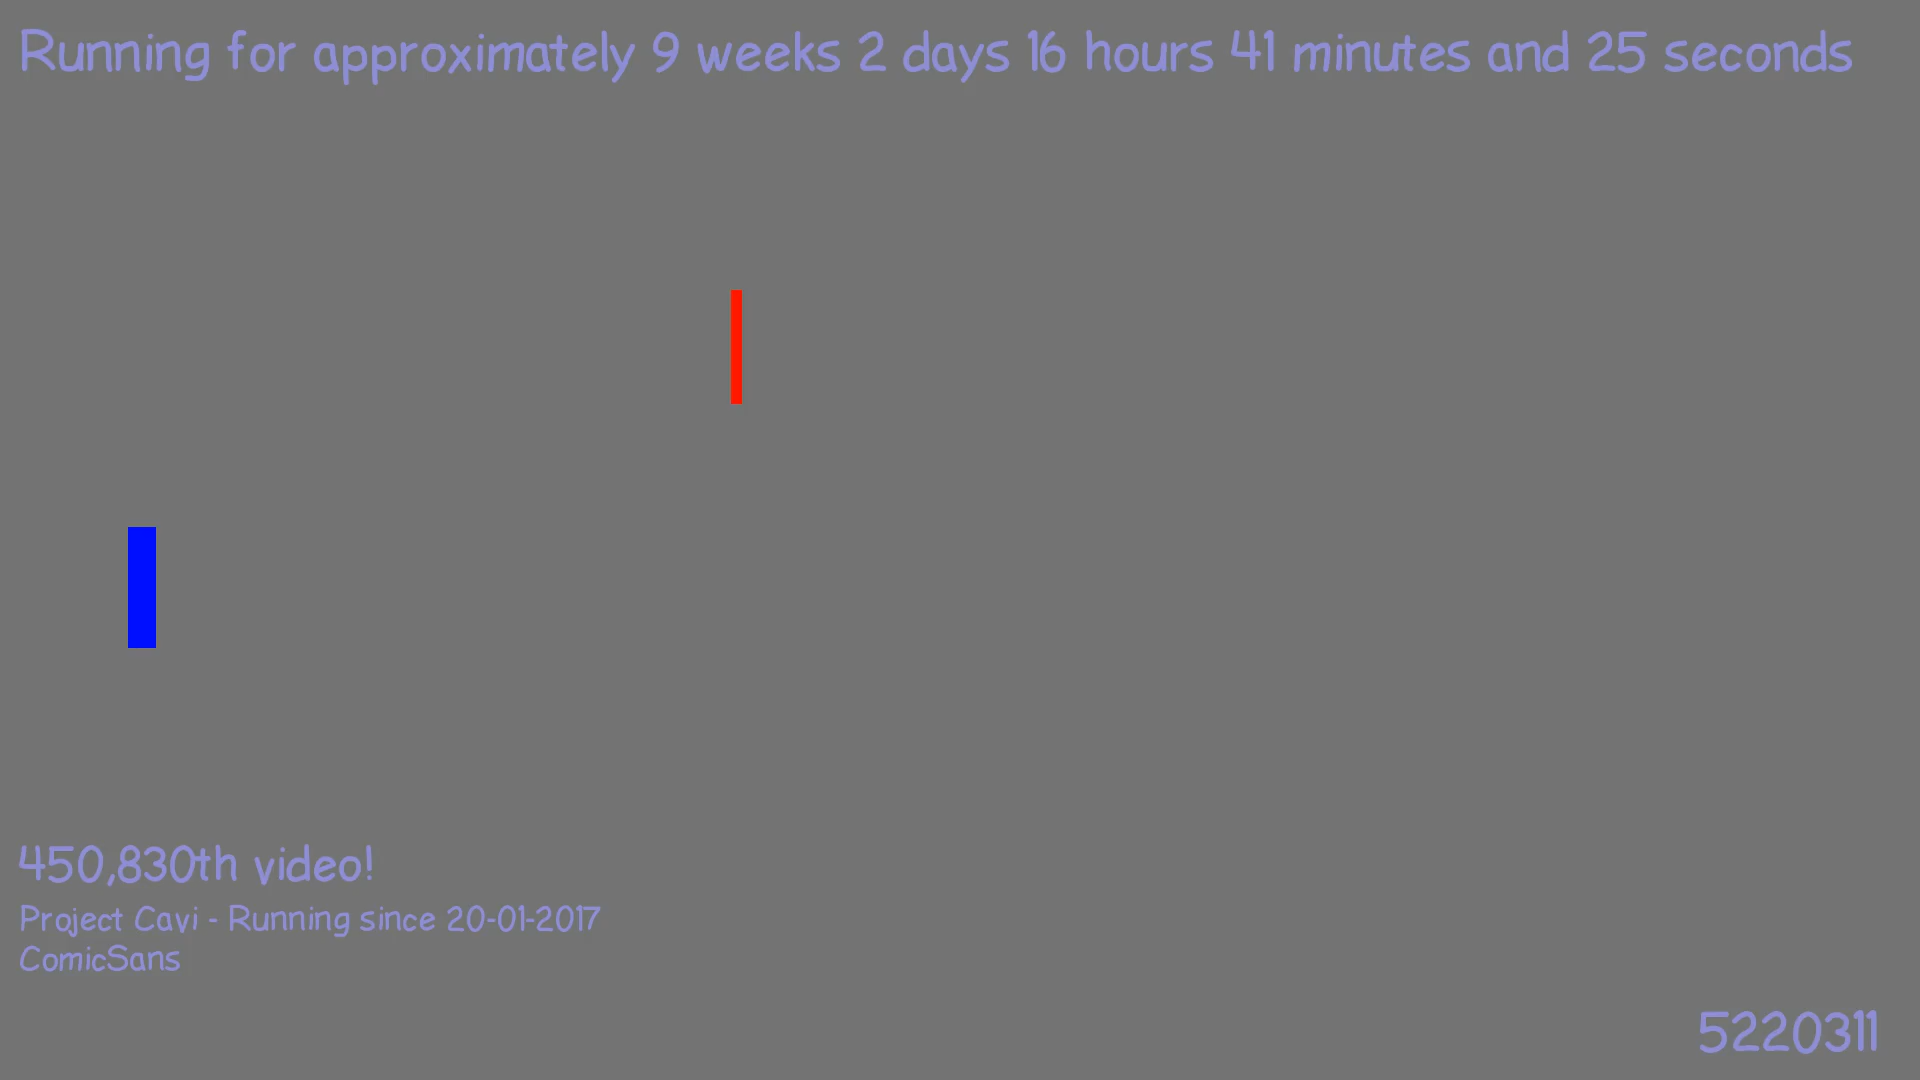 Running for approximately 9 weeks 2 days 16 hours 41 minutes and 25 seconds
450,830th video!
Project Cavi - Running since 20-01-2017
ComicSans
5220311